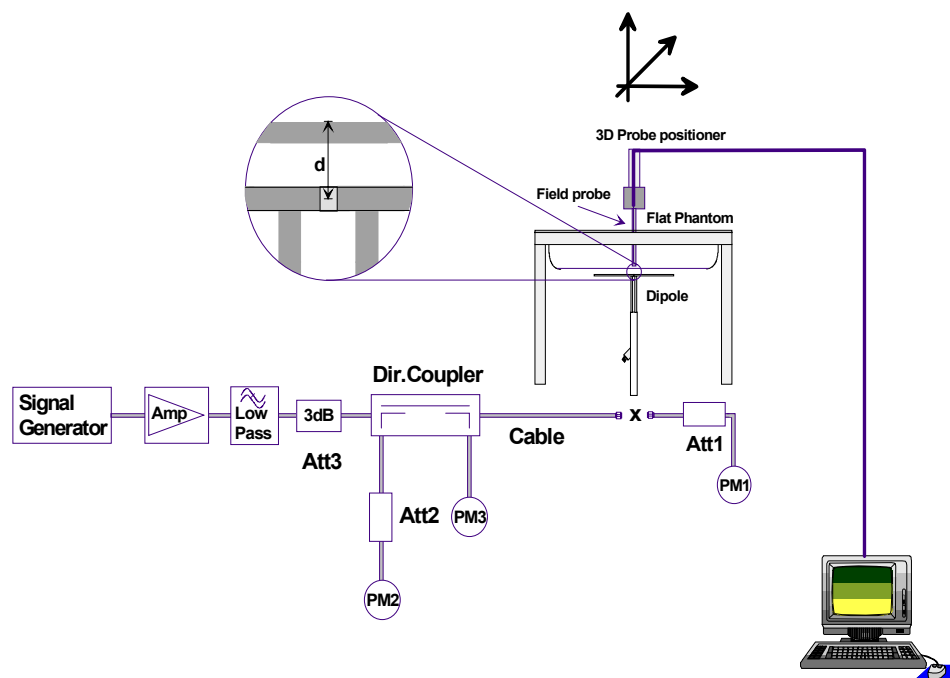 3D Probe positioner
d
Field probe
Flat Phantom
Dipole
Dir.Coupler
Signal
Generator
Amp
Low
Pass
3dB
Att3
Cable
x
Att1
PM1
Att2
PM3
PM2